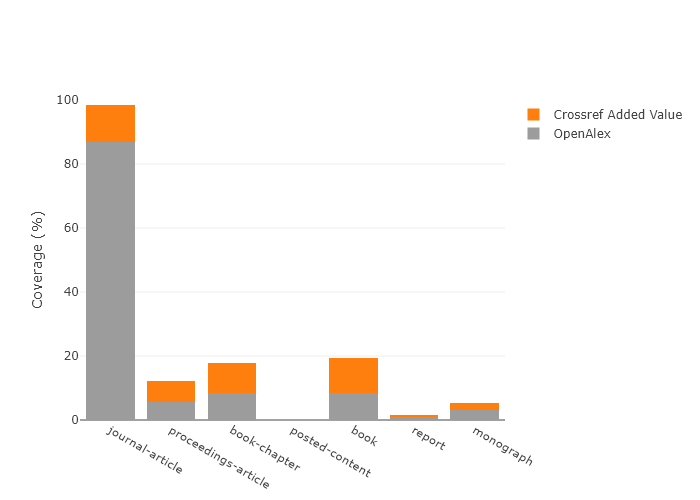 Crossref Added Value
OpenAlex
Coverage (%)
100
80
60
40
20
0
journal-article
proceedings-article
book-chapter
posted-content
book
report
monograph